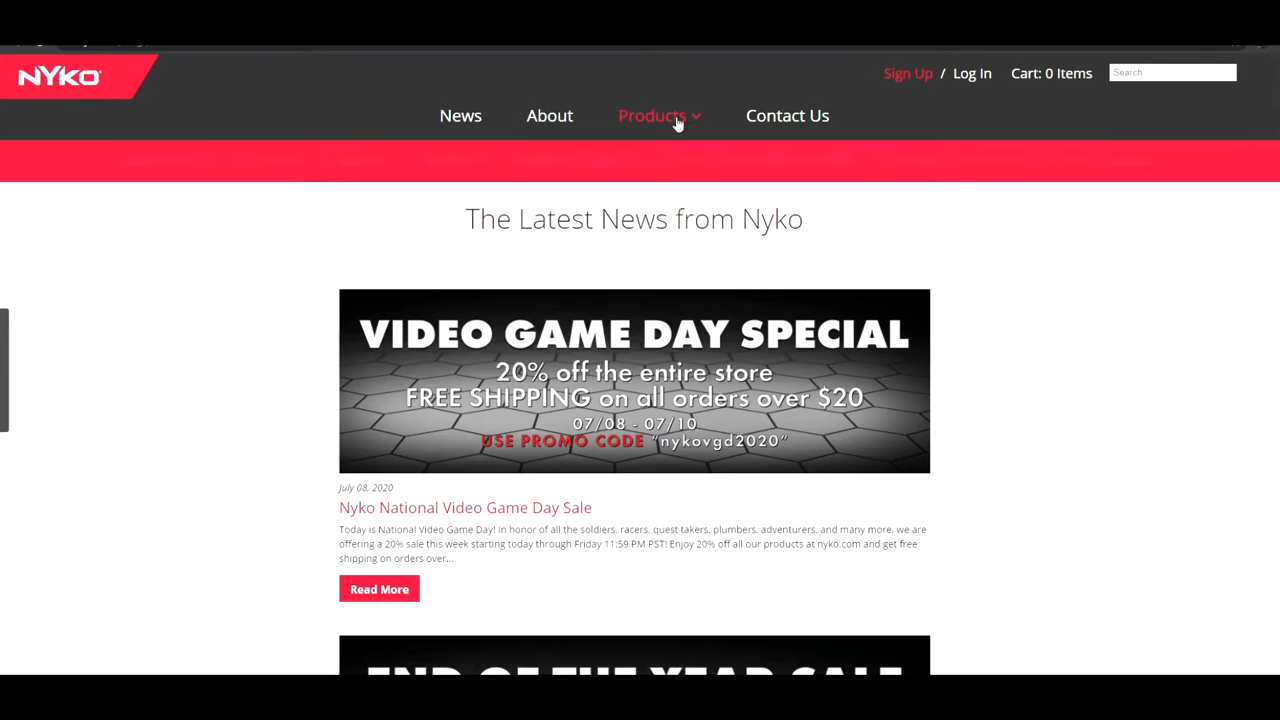 NYKO
Sign Up / Log In Cart: 0 Items Search
News About Products Contact Us
The Latest News from Nyko
VIDEO GAME DAY SPECIAL
20% off the entire store
FREE SHIPPING on all orders over $20
07/08 - 07/10
USE PROMO CODE "nykovgd2020"
July 08, 2020
Nyko National Video Game Day Sale
Today is National Video Game Day! In honor of all the soldiers, racers, quest takers, plumbers, adventurers, and many more, we are
offering a 20% sale this week starting today through Friday 11:59 PM PST! Enjoy 20% off all our products at nyko.com and get free
shipping on orders over...
Read More
END OF THE YEAR SALE